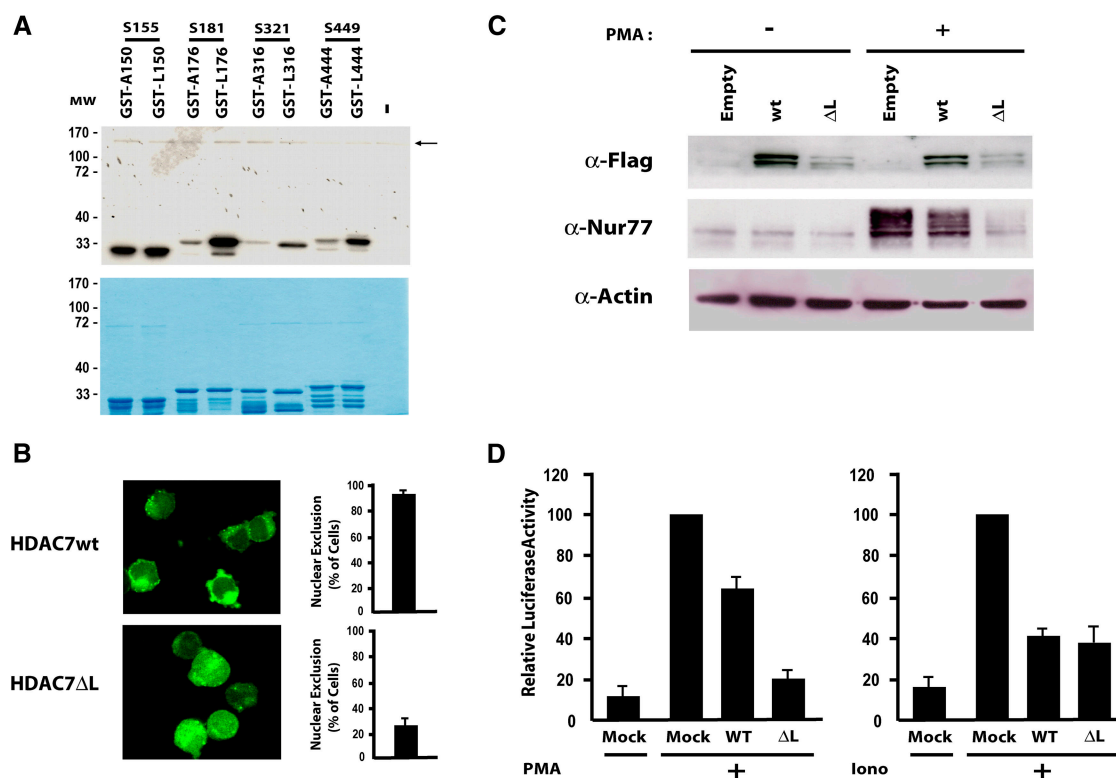 A
S155 S181 S321 S449
GST-A150
GST-L150
GST-A176
GST-L176
GST-A316
GST-L316
GST-A444
GST-L444
-
MW
170 -
100 -
72 -
40 -
33 -
170 -
100 -
72 -
40 -
33 -
B
HDAC7wt
Nuclear Exclusion
(% of Cells)
100
80
60
40
20
0
HDAC7ΔL
Nuclear Exclusion
(% of Cells)
100
80
60
40
20
0
C
PMA : - +
Empty
wt
ΔL
Empty
wt
ΔL
α-Flag
α-Nur77
α-Actin
D
Relative LuciferaseActivity
120
100
80
60
40
20
0
Mock Mock WT ΔL
PMA +
120
100
80
60
40
20
0
Mock Mock WT ΔL
Iono +